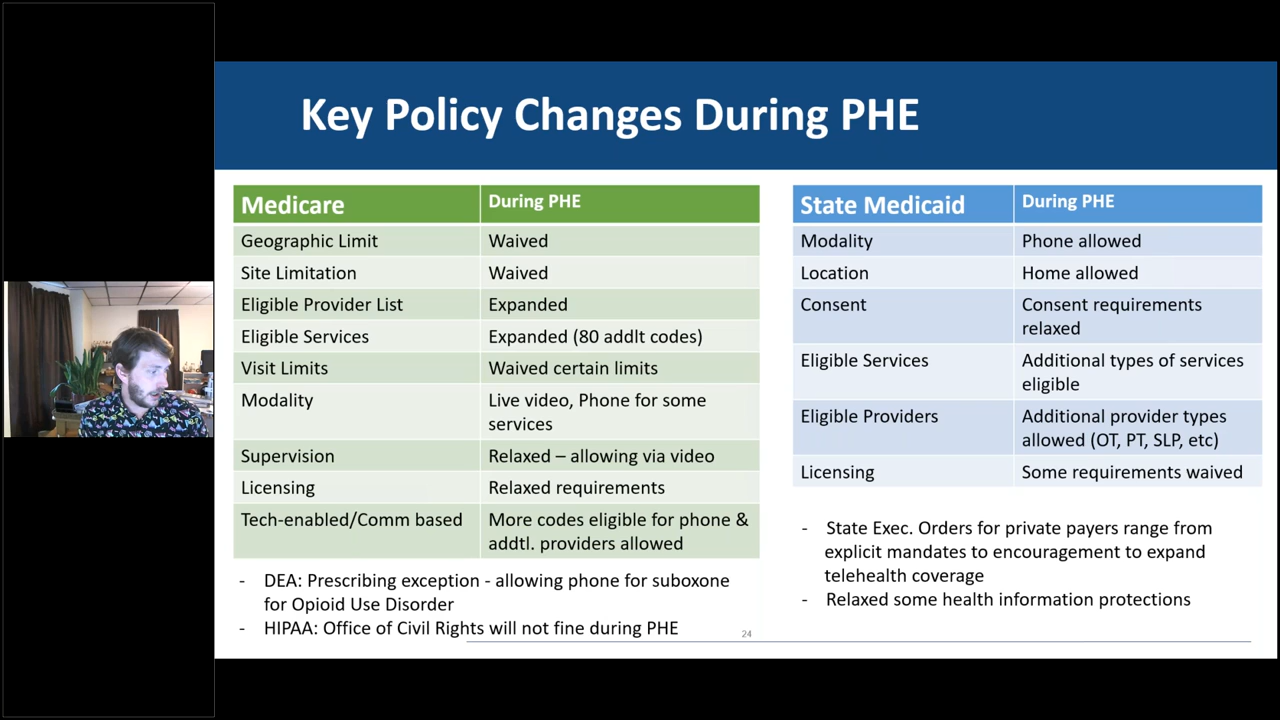 Key Policy Changes During PHE
Medicare
During PHE
Geographic Limit
Waived
Site Limitation
Waived
Eligible Provider List
Expanded
Eligible Services
Expanded (80 addlt codes)
Visit Limits
Waived certain limits
Modality
Live video, Phone for some
services
Supervision
Relaxed – allowing via video
Licensing
Relaxed requirements
Tech-enabled/Comm based
More codes eligible for phone &
addtl. providers allowed
- DEA: Prescribing exception - allowing phone for suboxone
for Opioid Use Disorder
- HIPAA: Office of Civil Rights will not fine during PHE
State Medicaid
During PHE
Modality
Phone allowed
Location
Home allowed
Consent
Consent requirements
relaxed
Eligible Services
Additional types of services
eligible
Eligible Providers
Additional provider types
allowed (OT, PT, SLP, etc)
Licensing
Some requirements waived
- State Exec. Orders for private payers range from
explicit mandates to encouragement to expand
telehealth coverage
- Relaxed some health information protections
24